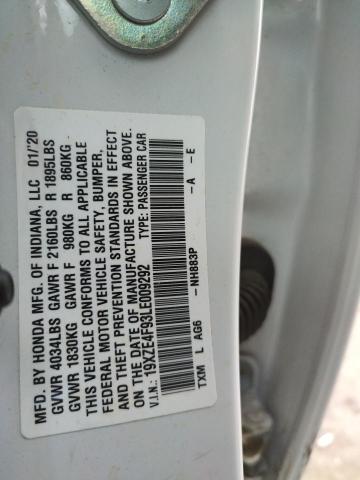 MFD. BY HONDA MFG. OF INDIANA, LLC 01/'20
GVWR 4034LBS GAWR F 2160LBS R 1895LBS
GVWR 1830KG GAWR F 980KG R 860KG
THIS VEHICLE CONFORMS TO ALL APPLICABLE
FEDERAL MOTOR VEHICLE SAFETY, BUMPER,
AND THEFT PREVENTION STANDARDS IN EFFECT
ON THE DATE OF MANUFACTURE SHOWN ABOVE.
V.I.N.: 19XZE4F93LE009292 TYPE: PASSENGER CAR
-NH883P -A -E
TXM L AG6